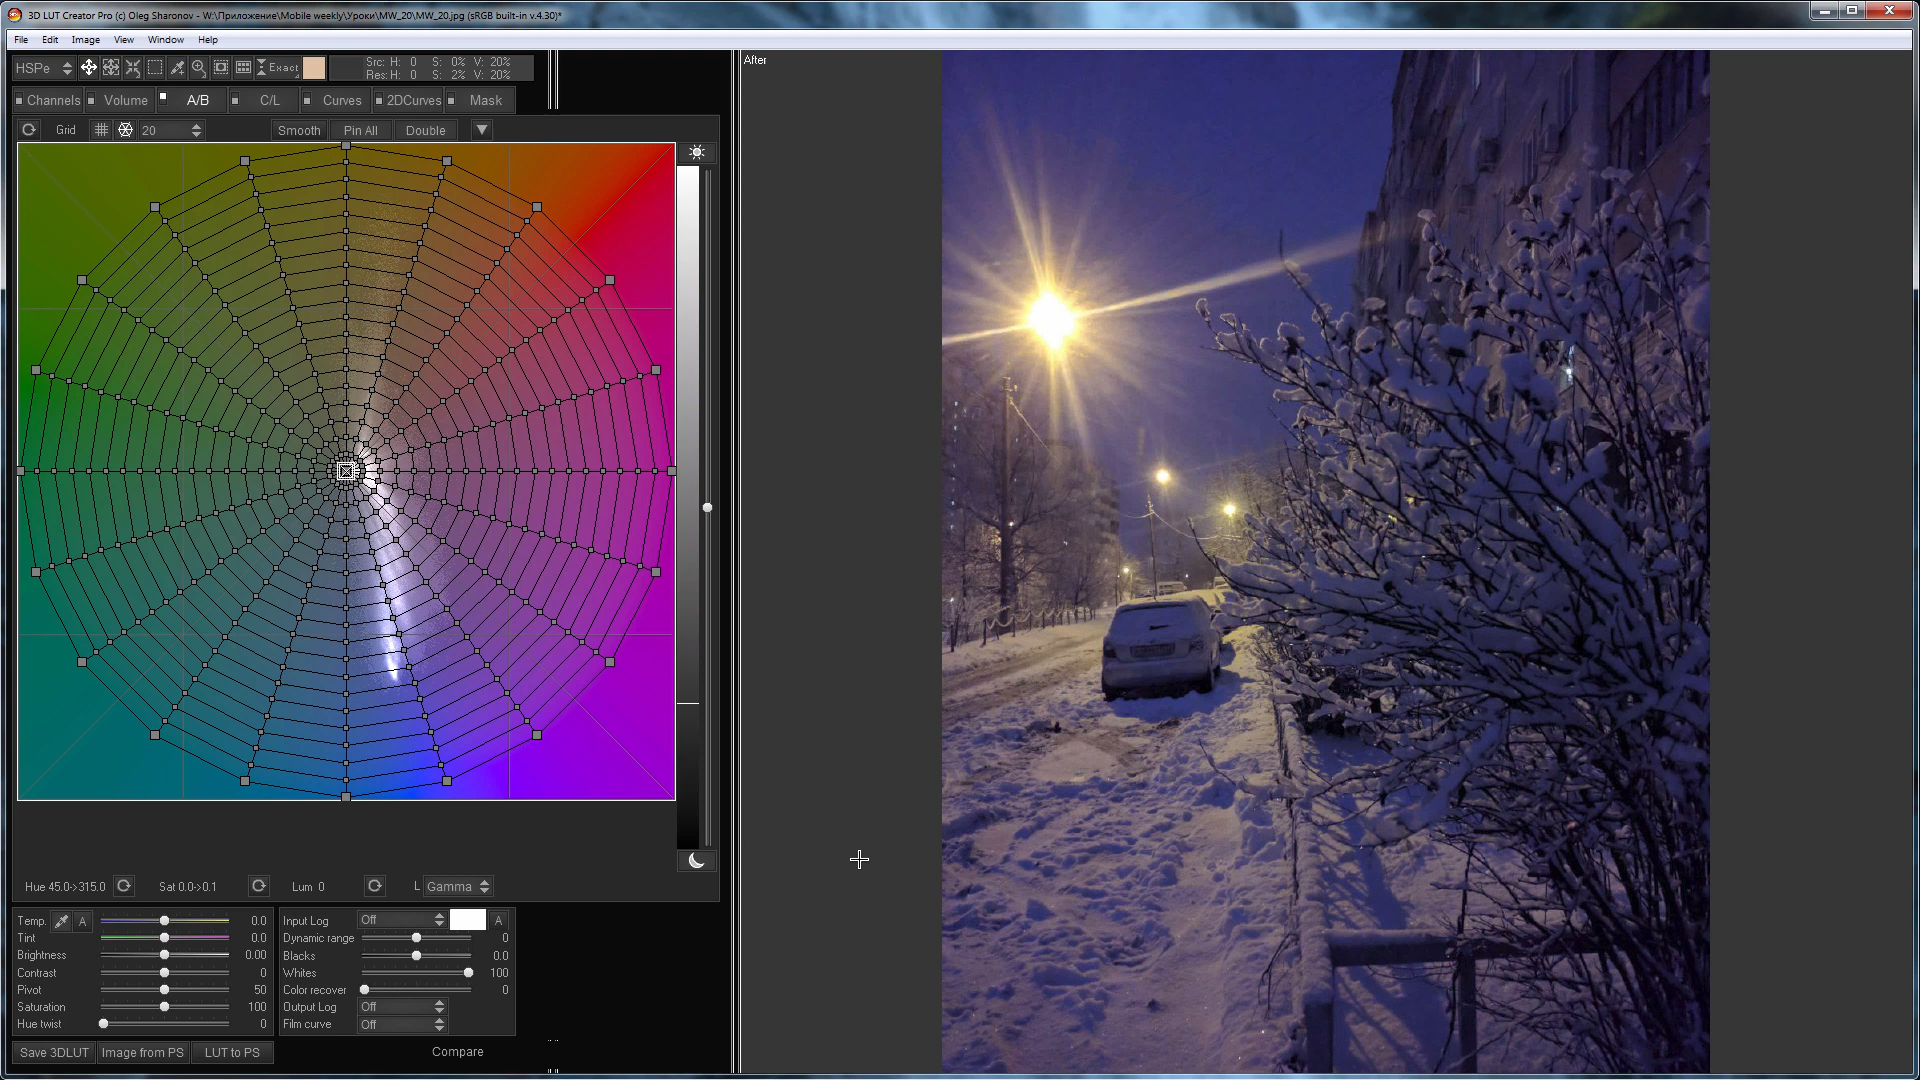 3D LUT Creator Pro (c) Oleg Sharonov - W:\Приложение\Mobile weekly\Уроки\MW_20\MW_20.jpg (sRGB built-in v.4.30)*
File Edit Image View Window Help
HSPe Exact Src: H: 0 S: 0% V: 20%
Res: H: 0 S: 2% V: 20%
After
Channels Volume A/B C/L Curves 2DCurves Mask
Grid 20 Smooth Pin All Double
Hue 45.0->315.0 Sat 0.0->0.1 Lum 0 L Gamma
Temp. A 0.0 Input Log Off A
Tint 0.0 Dynamic range 0
Brightness 0.00 Blacks 0.0
Contrast 0 Whites 100
Pivot 50 Color recover 0
Saturation 100 Output Log Off
Hue twist 0 Film curve Off
Save 3DLUT Image from PS LUT to PS Compare